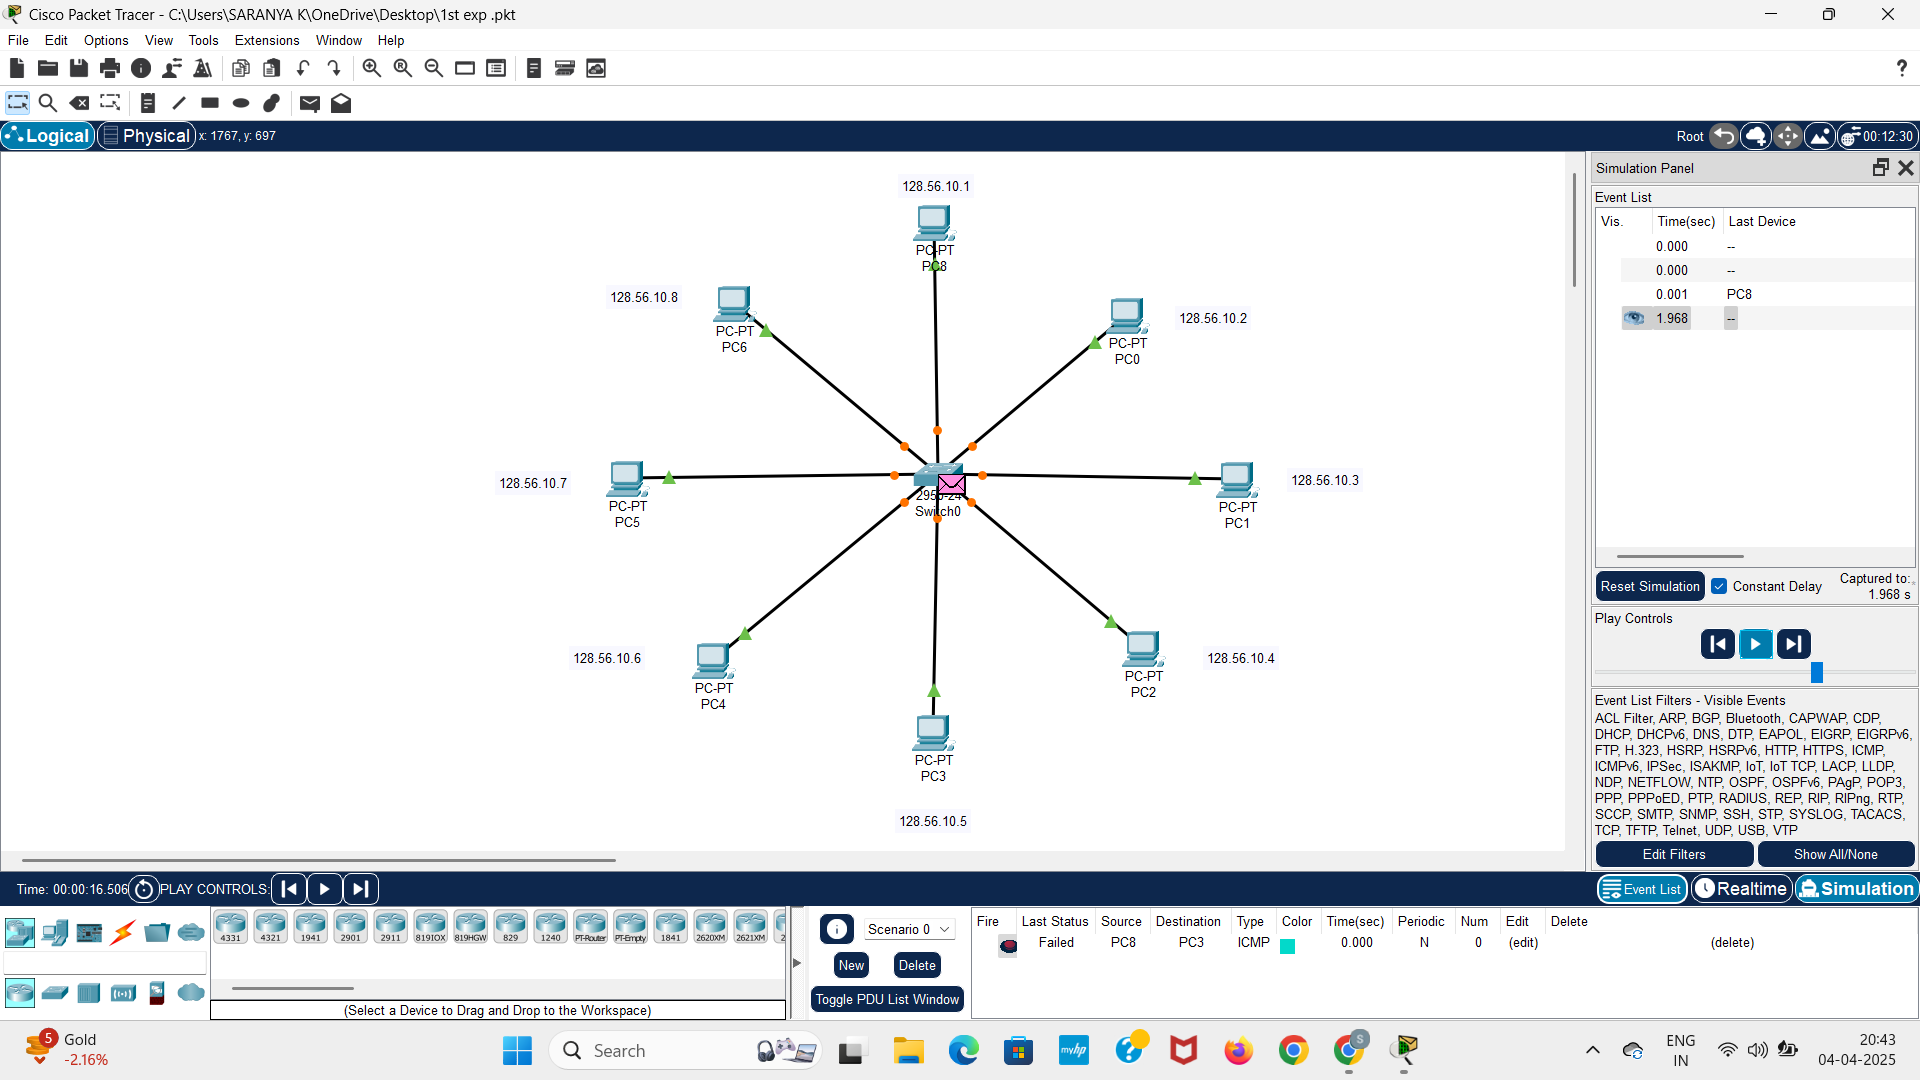 Cisco Packet Tracer - C:\Users\SARANYA K\OneDrive\Desktop\1st exp .pkt
File Edit Options View Tools Extensions Window Help
?
Logical Physical x: 1767, y: 697 Root 00:12:30
128.56.10.1
PC-PT
PC8
128.56.10.8
PC-PT
PC6
128.56.10.2
PC-PT
PC0
128.56.10.7
PC-PT
PC5
2950-24
Switch0
128.56.10.3
PC-PT
PC1
128.56.10.6
PC-PT
PC4
128.56.10.4
PC-PT
PC2
PC-PT
PC3
128.56.10.5
Simulation Panel
Event List
Vis. Time(sec) Last Device
0.000 --
0.000 --
0.001 PC8
1.968 --
Reset Simulation Constant Delay Captured to:
1.968 s
Play Controls
Event List Filters - Visible Events
ACL Filter, ARP, BGP, Bluetooth, CAPWAP, CDP,
DHCP, DHCPv6, DNS, DTP, EAPOL, EIGRP, EIGRPv6,
FTP, H.323, HSRP, HSRPv6, HTTP, HTTPS, ICMP,
ICMPv6, IPSec, ISAKMP, IoT, IoT TCP, LACP, LLDP,
NDP, NETFLOW, NTP, OSPF, OSPFv6, PAgP, POP3,
PPP, PPPoED, PTP, RADIUS, REP, RIP, RIPng, RTP,
SCCP, SMTP, SNMP, SSH, STP, SYSLOG, TACACS,
TCP, TFTP, Telnet, UDP, USB, VTP
Edit Filters Show All/None
Time: 00:00:16.506 PLAY CONTROLS: Event List Realtime Simulation
4331 4321 1941 2901 2911 819IOX 819HGW 829 1240 PT-Router PT-Empty 1841 2620XM 2621XM 2
(Select a Device to Drag and Drop to the Workspace)
Scenario 0
New Delete
Toggle PDU List Window
Fire Last Status Source Destination Type Color Time(sec) Periodic Num Edit Delete
Failed PC8 PC3 ICMP 0.000 N 0 (edit) (delete)
5 Gold
-2.16%
Search
myhp
?
S
ENG
IN
20:43
04-04-2025